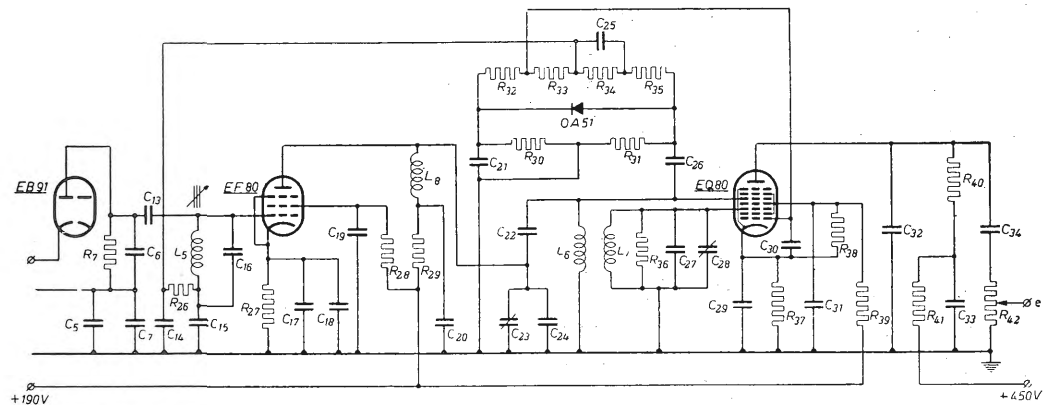 C25
R32
R33
R34
R35
OA51
EB91
EF80
L8
C21
R30
R31
C26
EQ80
R40
C13
R7
C6
L5
C16
C19
R28
R29
C22
L6
L7
R36
C27
C28
C30
R38
C32
C34
R26
R27
C17
C18
C5
C7
C14
C15
C20
C23
C24
C29
R37
C31
R39
R41
C33
R42
e
+190V
+450V